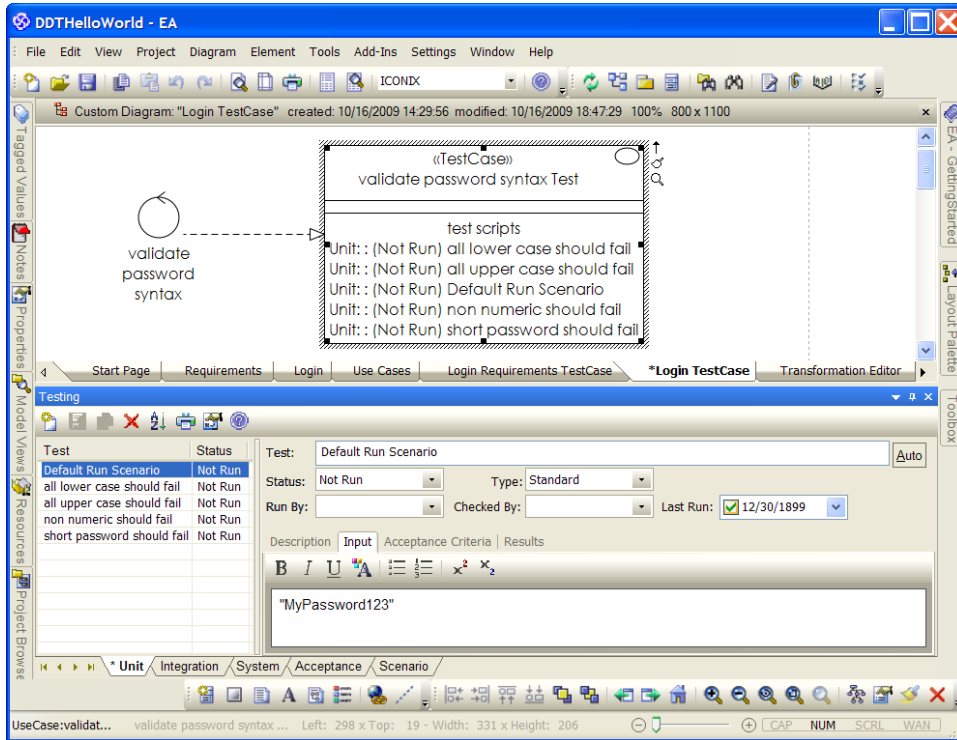 DDTHelloWorld - EA
File Edit View Project Diagram Element Tools Add-Ins Settings Window Help
ICONIX
Custom Diagram: "Login TestCase" created: 10/16/2009 14:29:56 modified: 10/16/2009 18:47:29 100% 800 x 1100
Tagged Values
Notes
Properties
Model Views
Resources
Project Browse
EA - GettingStarted
Layout Palette
Toolbox
«TestCase»
validate password syntax Test
test scripts
Unit: : (Not Run) all lower case should fail
Unit: : (Not Run) all upper case should fail
Unit: : (Not Run) Default Run Scenario
Unit: : (Not Run) non numeric should fail
Unit: : (Not Run) short password should fail
validate
password
syntax
Start Page Requirements Login Use Cases Login Requirements TestCase *Login TestCase Transformation Editor
Testing
Test Status
Default Run Scenario Not Run
all lower case should fail Not Run
all upper case should fail Not Run
non numeric should fail Not Run
short password should fail Not Run
Test: Default Run Scenario Auto
Status: Not Run Type: Standard
Run By: Checked By: Last Run: 12/30/1899
Description Input Acceptance Criteria Results
B I U A x² x₂
"MyPassword123"
* Unit Integration System Acceptance Scenario
UseCase:validat... validate password syntax ... Left: 298 x Top: 19 - Width: 331 x Height: 206 CAP NUM SCRL WAN